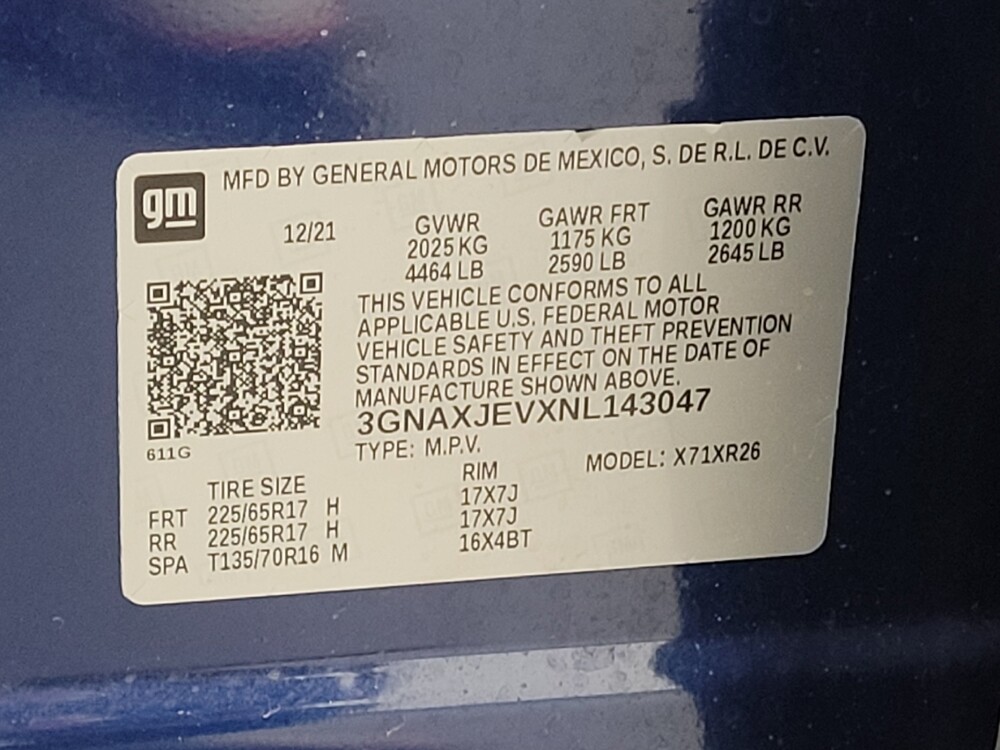 MFD BY GENERAL MOTORS DE MEXICO, S. DE R.L. DE C.V.
gm
12/21 GVWR GAWR FRT GAWR RR
2025 KG 1175 KG 1200 KG
4464 LB 2590 LB 2645 LB
THIS VEHICLE CONFORMS TO ALL
APPLICABLE U.S. FEDERAL MOTOR
VEHICLE SAFETY AND THEFT PREVENTION
STANDARDS IN EFFECT ON THE DATE OF
MANUFACTURE SHOWN ABOVE.
3GNAXJEVXNL143047
611G
TYPE: M.P.V. MODEL: X71XR26
TIRE SIZE RIM
FRT 225/65R17 H 17X7J
RR 225/65R17 H 17X7J
SPA T135/70R16 M 16X4BT